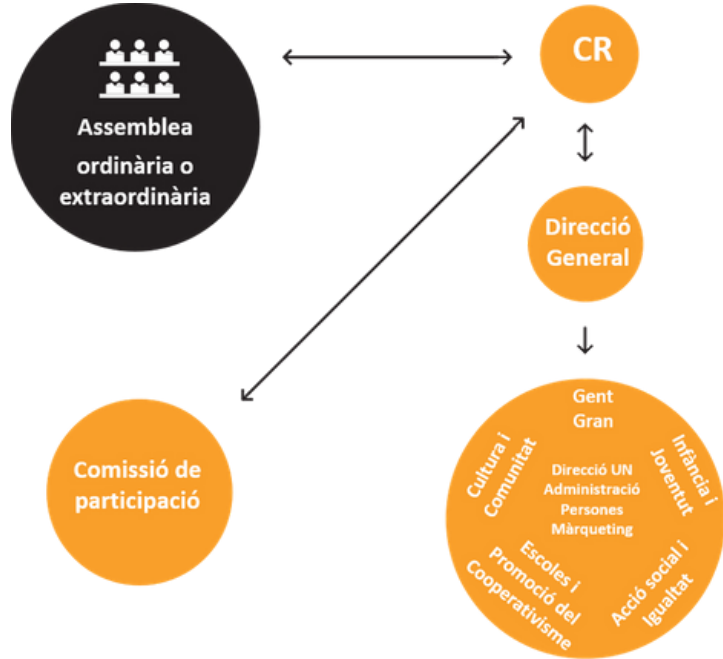 Assemblea
ordinària o
extraordinària
CR
Direcció
General
Comissió de
participació
Gent
Gran
Cultura i
Comunitat
Infància i
Joventut
Direcció UN
Administració
Persones
Màrqueting
Escoles i
Promoció del
Cooperativisme
Acció social i
Igualtat